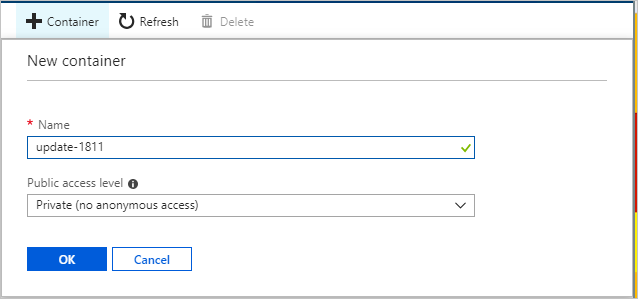 Container Refresh Delete
New container
* Name
update-1811
Public access level
Private (no anonymous access)
OK Cancel